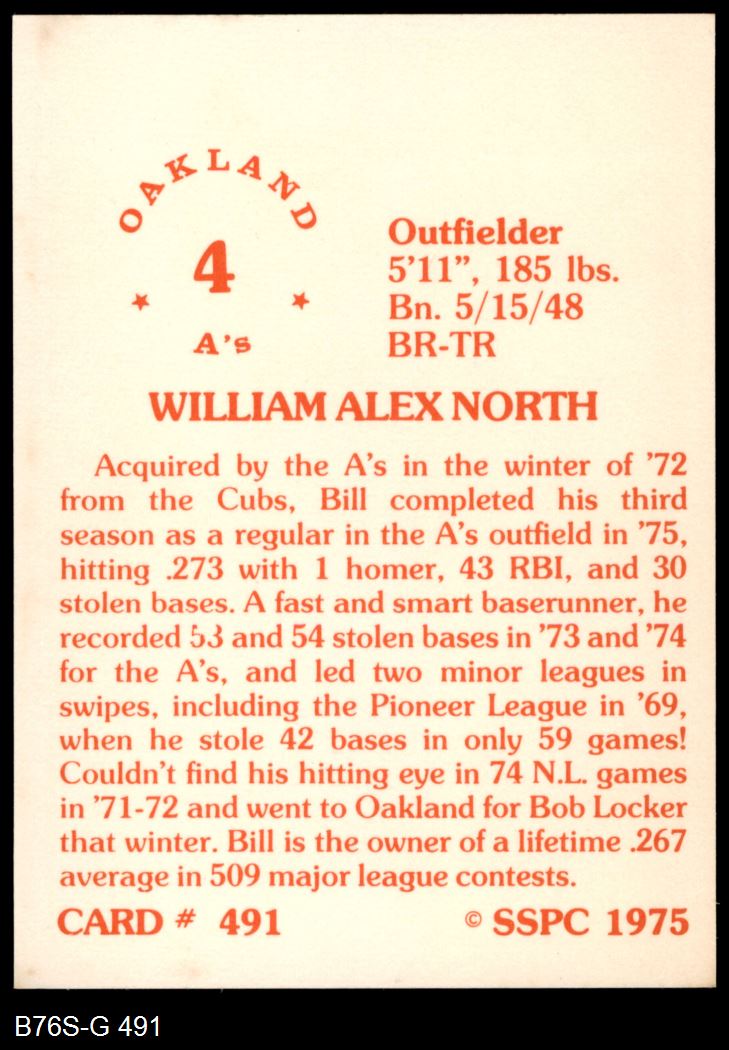 OAKLAND
4
A's
Outfielder
5'11", 185 lbs.
Bn. 5/15/48
BR-TR
WILLIAM ALEX NORTH
Acquired by the A's in the winter of '72
from the Cubs, Bill completed his third
season as a regular in the A's outfield in '75,
hitting .273 with 1 homer, 43 RBI, and 30
stolen bases. A fast and smart baserunner, he
recorded 53 and 54 stolen bases in '73 and '74
for the A's, and led two minor leagues in
swipes, including the Pioneer League in '69,
when he stole 42 bases in only 59 games!
Couldn't find his hitting eye in 74 N.L. games
in '71-72 and went to Oakland for Bob Locker
that winter. Bill is the owner of a lifetime .267
average in 509 major league contests.
CARD # 491 © SSPC 1975
B76S-G 491